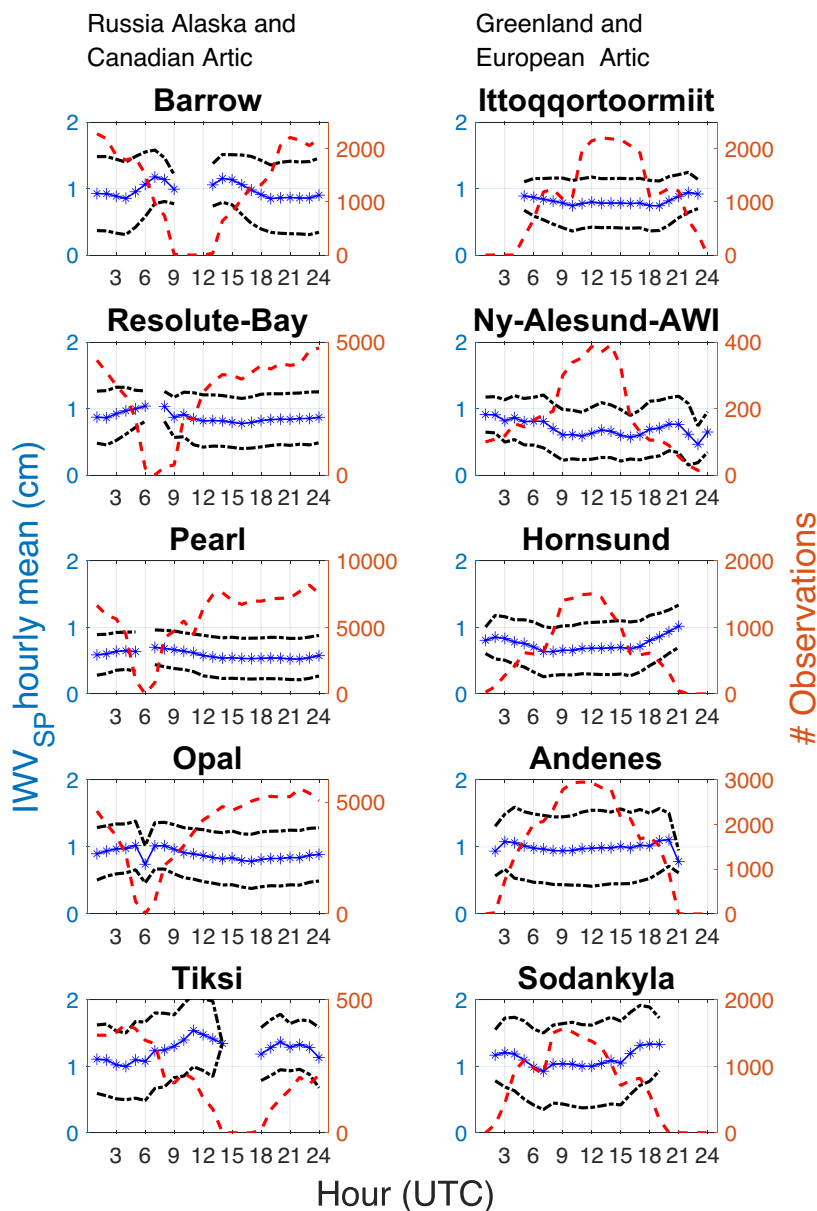 Russia Alaska and
Canadian Artic
Greenland and
European Artic
Barrow
2
1
0
2000
1000
0
3 6 9 12 15 18 21 24
Ittoqqortoormiit
2
1
0
2000
1000
0
3 6 9 12 15 18 21 24
Resolute-Bay
2
1
0
5000
0
3 6 9 12 15 18 21 24
Ny-Alesund-AWI
2
1
0
400
200
0
3 6 9 12 15 18 21 24
Pearl
2
1
0
10000
5000
0
3 6 9 12 15 18 21 24
Hornsund
2
1
0
2000
1000
0
3 6 9 12 15 18 21 24
Opal
2
1
0
5000
0
3 6 9 12 15 18 21 24
Andenes
2
1
0
3000
2000
1000
0
3 6 9 12 15 18 21 24
Tiksi
2
1
0
500
0
3 6 9 12 15 18 21 24
Sodankyla
2
1
0
2000
1000
0
3 6 9 12 15 18 21 24
IWV SP hourly mean (cm)
# Observations
Hour (UTC)